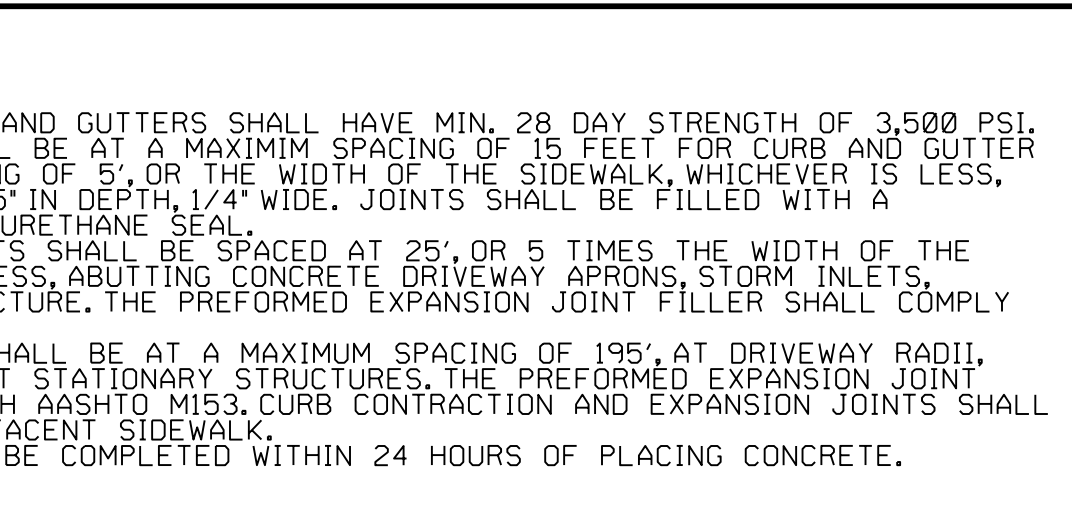 AND GUTTERS SHALL HAVE MIN. 28 DAY STRENGTH OF 3,500 PSI.
BE AT A MAXIMIM SPACING OF 15 FEET FOR CURB AND GUTTER
OF 5', OR THE WIDTH OF THE SIDEWALK, WHICHEVER IS LESS,
IN DEPTH, 1/4" WIDE. JOINTS SHALL BE FILLED WITH A
URETHANE SEAL.
SHALL BE SPACED AT 25', OR 5 TIMES THE WIDTH OF THE
ESS, ABUTTING CONCRETE DRIVEWAY APRONS, STORM INLETS,
CTURE. THE PREFORMED EXPANSION JOINT FILLER SHALL COMPLY
HALL BE AT A MAXIMUM SPACING OF 195', AT DRIVEWAY RADII,
T STATIONARY STRUCTURES. THE PREFORMED EXPANSION JOINT
H AASHTO M153. CURB CONTRACTION AND EXPANSION JOINTS SHALL
ACENT SIDEWALK.
BE COMPLETED WITHIN 24 HOURS OF PLACING CONCRETE.